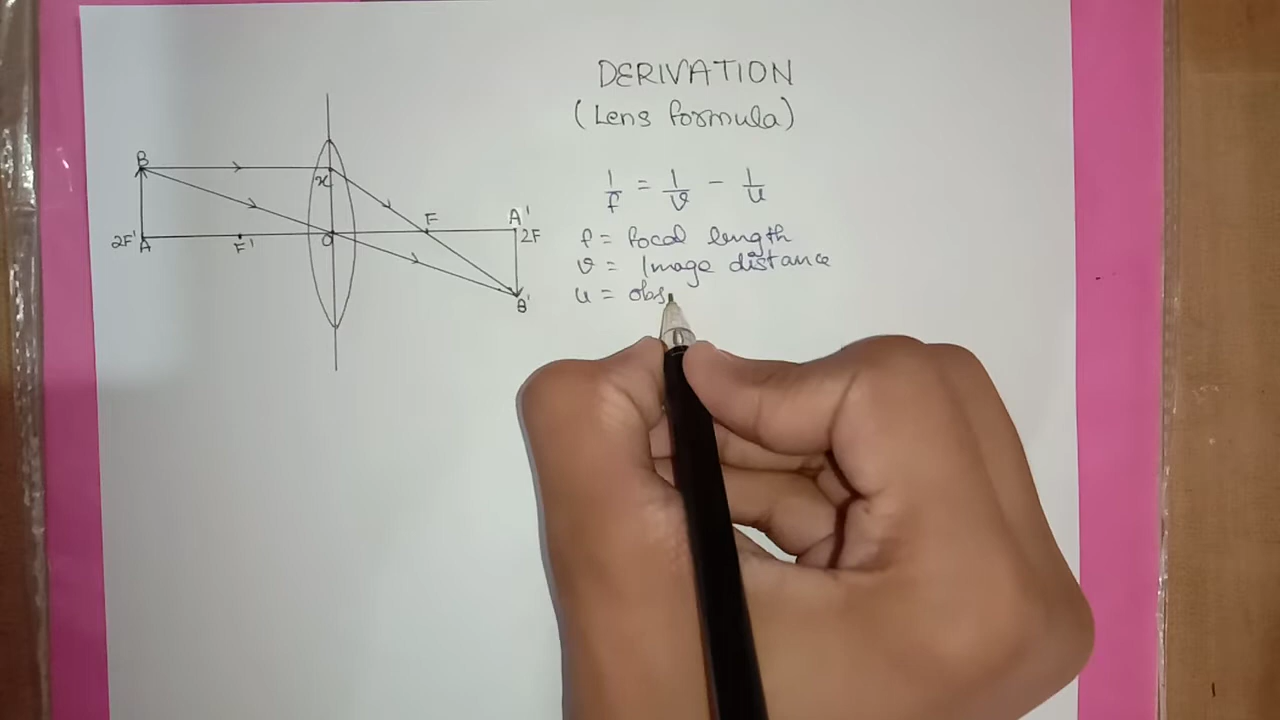 DERIVATION
(Lens formula)
1/f = 1/v - 1/u
f = focal length
v = Image distance
u = obs
B
x
2F' A F' O F A' 2F
B'